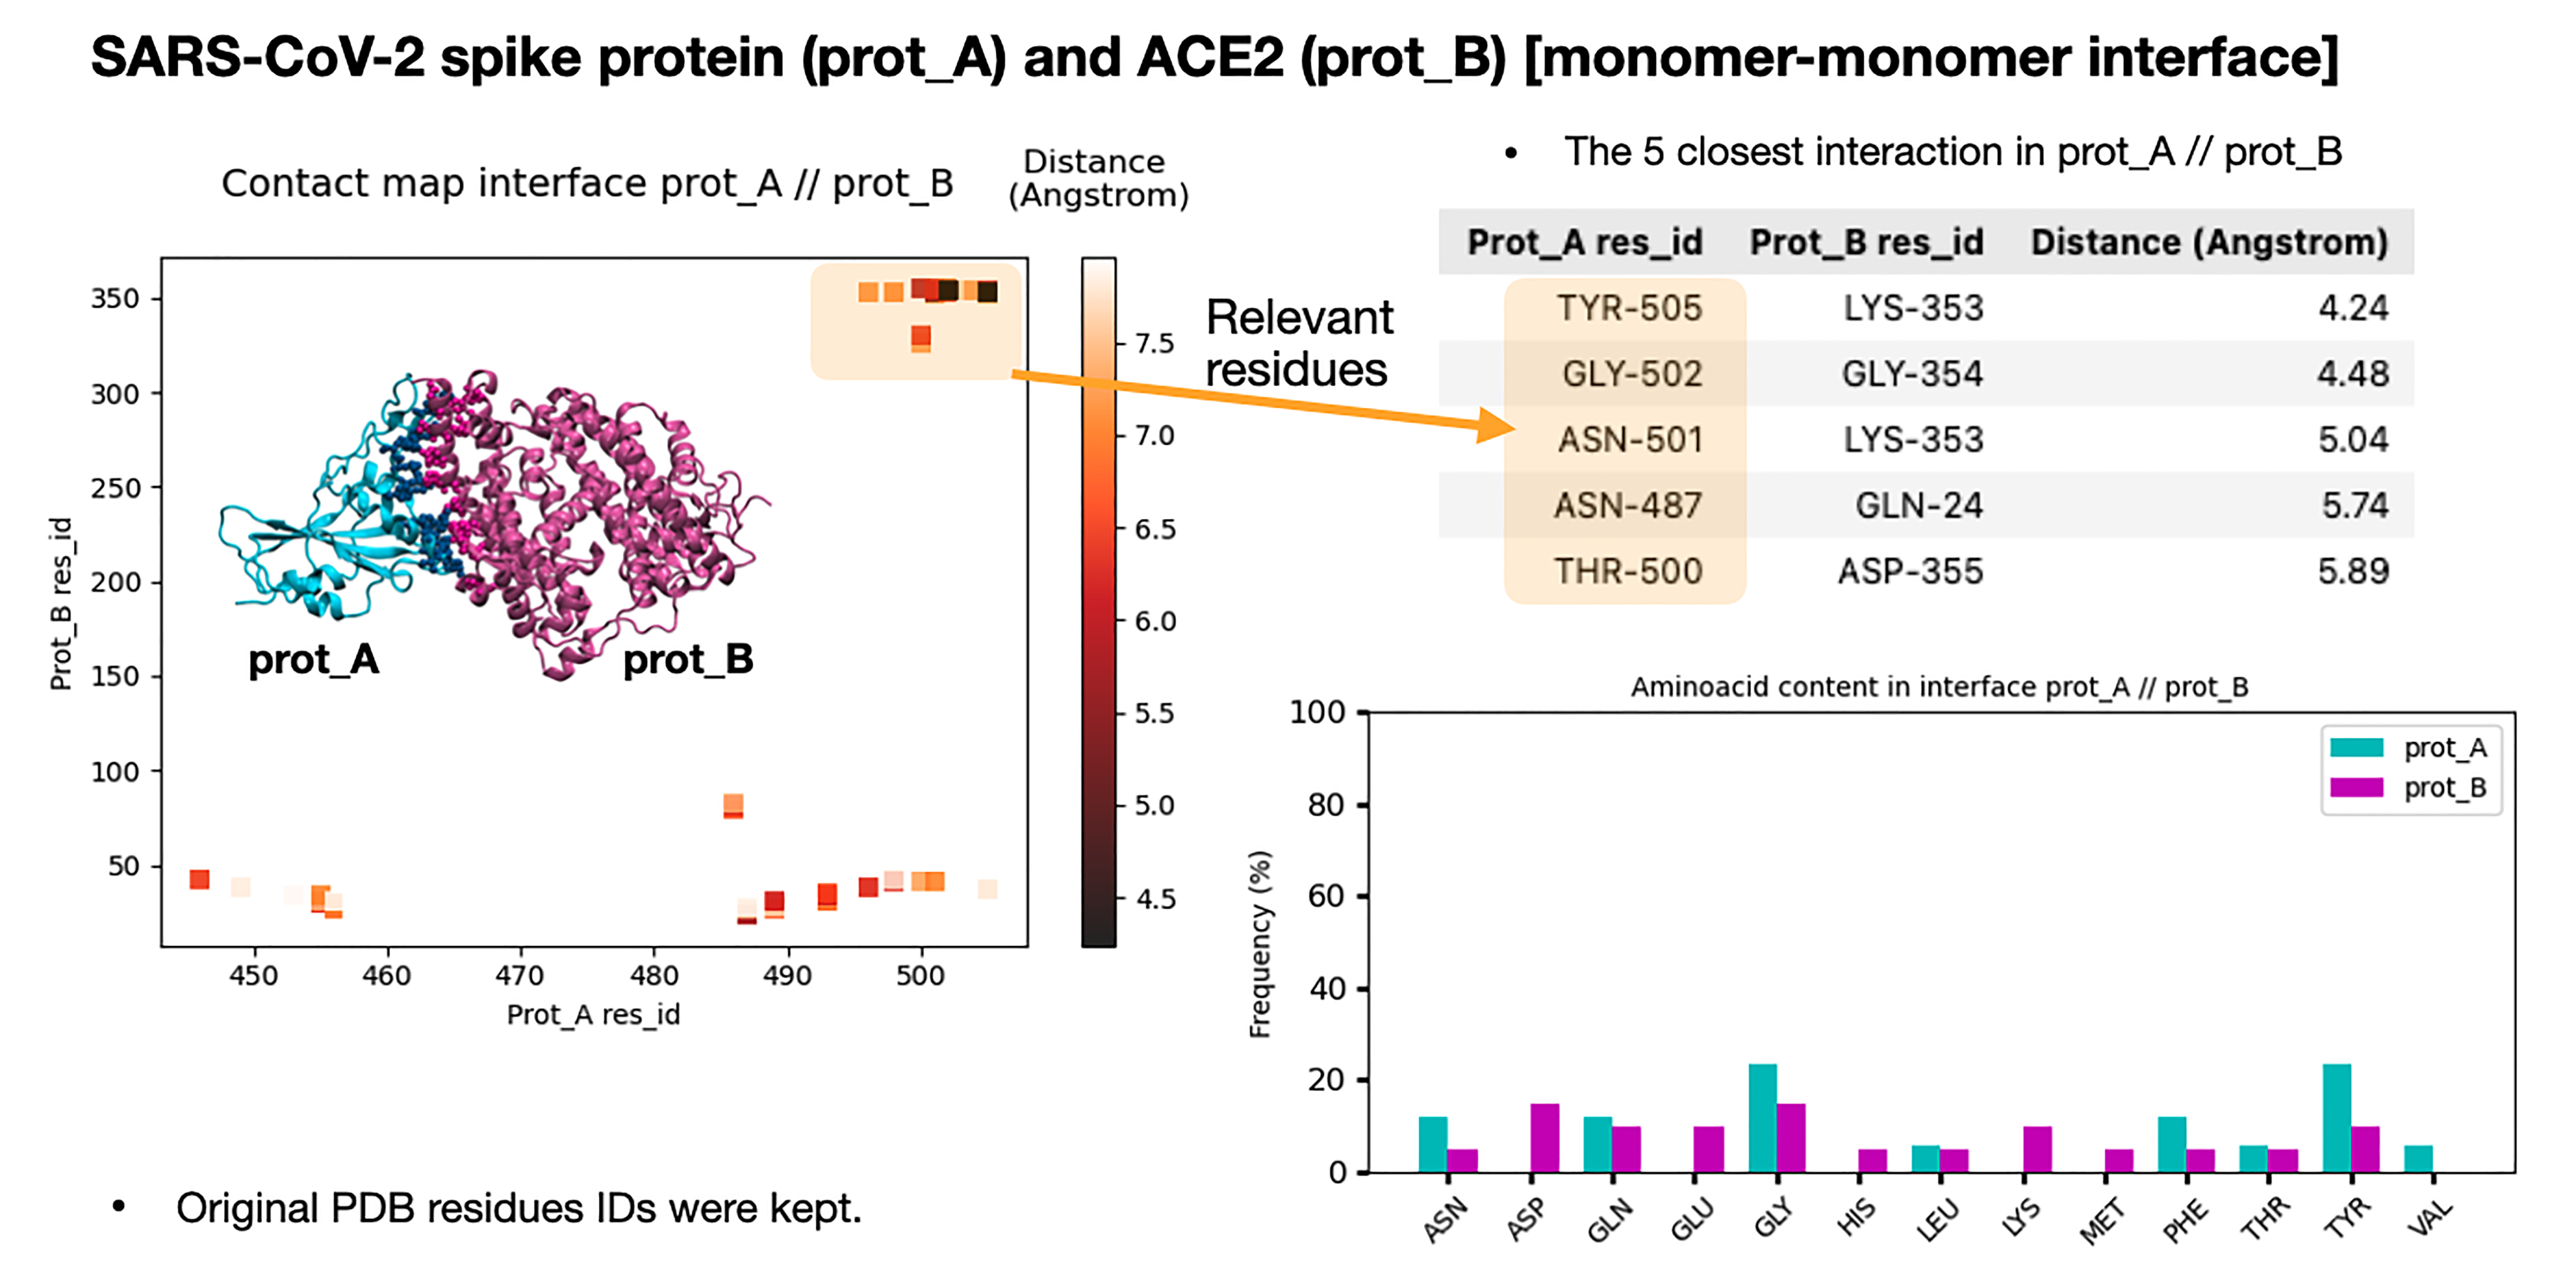 SARS-CoV-2 spike protein (prot_A) and ACE2 (prot_B) [monomer-monomer interface]
Contact map interface prot_A // prot_B
Distance
(Angstrom)
350
300
250
200
150
100
50
Prot_B res_id
450 460 470 480 490 500
Prot_A res_id
prot_A
prot_B
7.5
7.0
6.5
6.0
5.5
5.0
4.5
Relevant
residues
• The 5 closest interaction in prot_A // prot_B
Prot_A res_id Prot_B res_id Distance (Angstrom)
TYR-505 LYS-353 4.24
GLY-502 GLY-354 4.48
ASN-501 LYS-353 5.04
ASN-487 GLN-24 5.74
THR-500 ASP-355 5.89
Aminoacid content in interface prot_A // prot_B
100
80
60
40
20
0
Frequency (%)
prot_A
prot_B
ASN ASP GLN GLU GLY HIS LEU LYS MET PHE THR TYR VAL
• Original PDB residues IDs were kept.